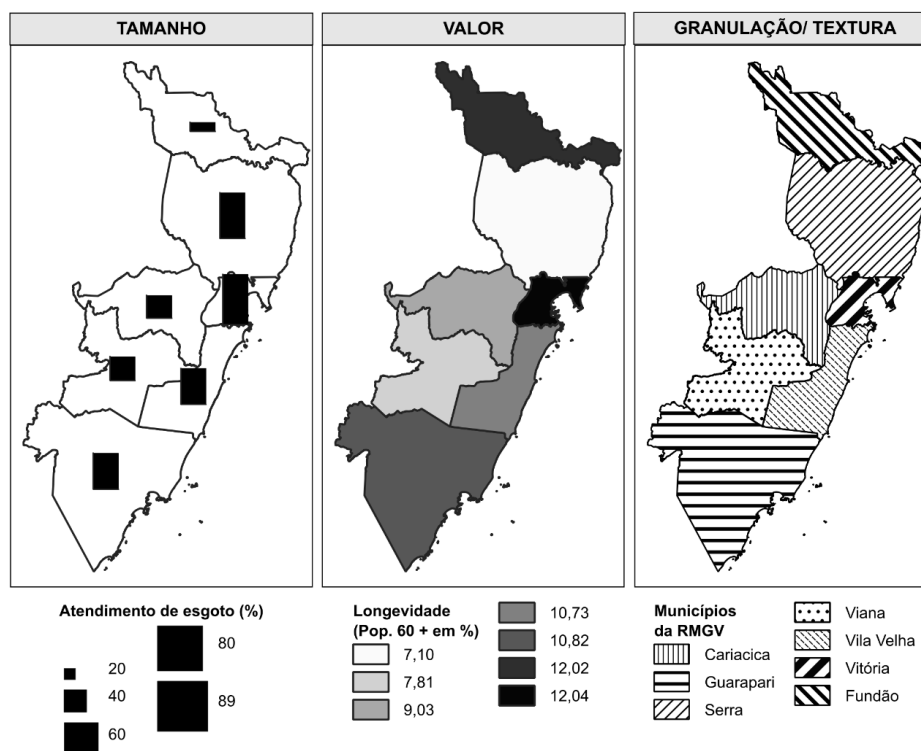 TAMANHO
VALOR
GRANULAÇÃO/ TEXTURA
Atendimento de esgoto (%)
20
40
60
80
89
Longevidade
(Pop. 60 + em %)
7,10
7,81
9,03
10,73
10,82
12,02
12,04
Municípios
da RMGV
Cariacica
Guarapari
Serra
Viana
Vila Velha
Vitória
Fundão